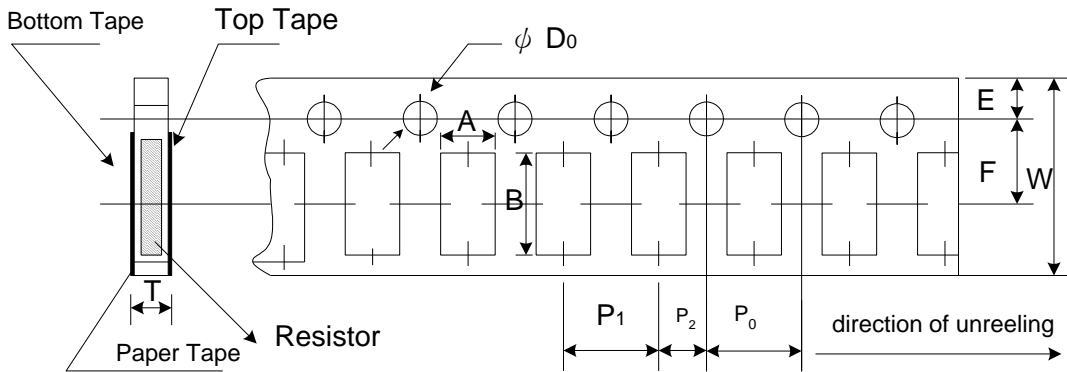 Bottom Tape
Top Tape
ϕ D0
A
E
B
F
W
T
P1
P2
P0
Resistor
direction of unreeling
Paper Tape